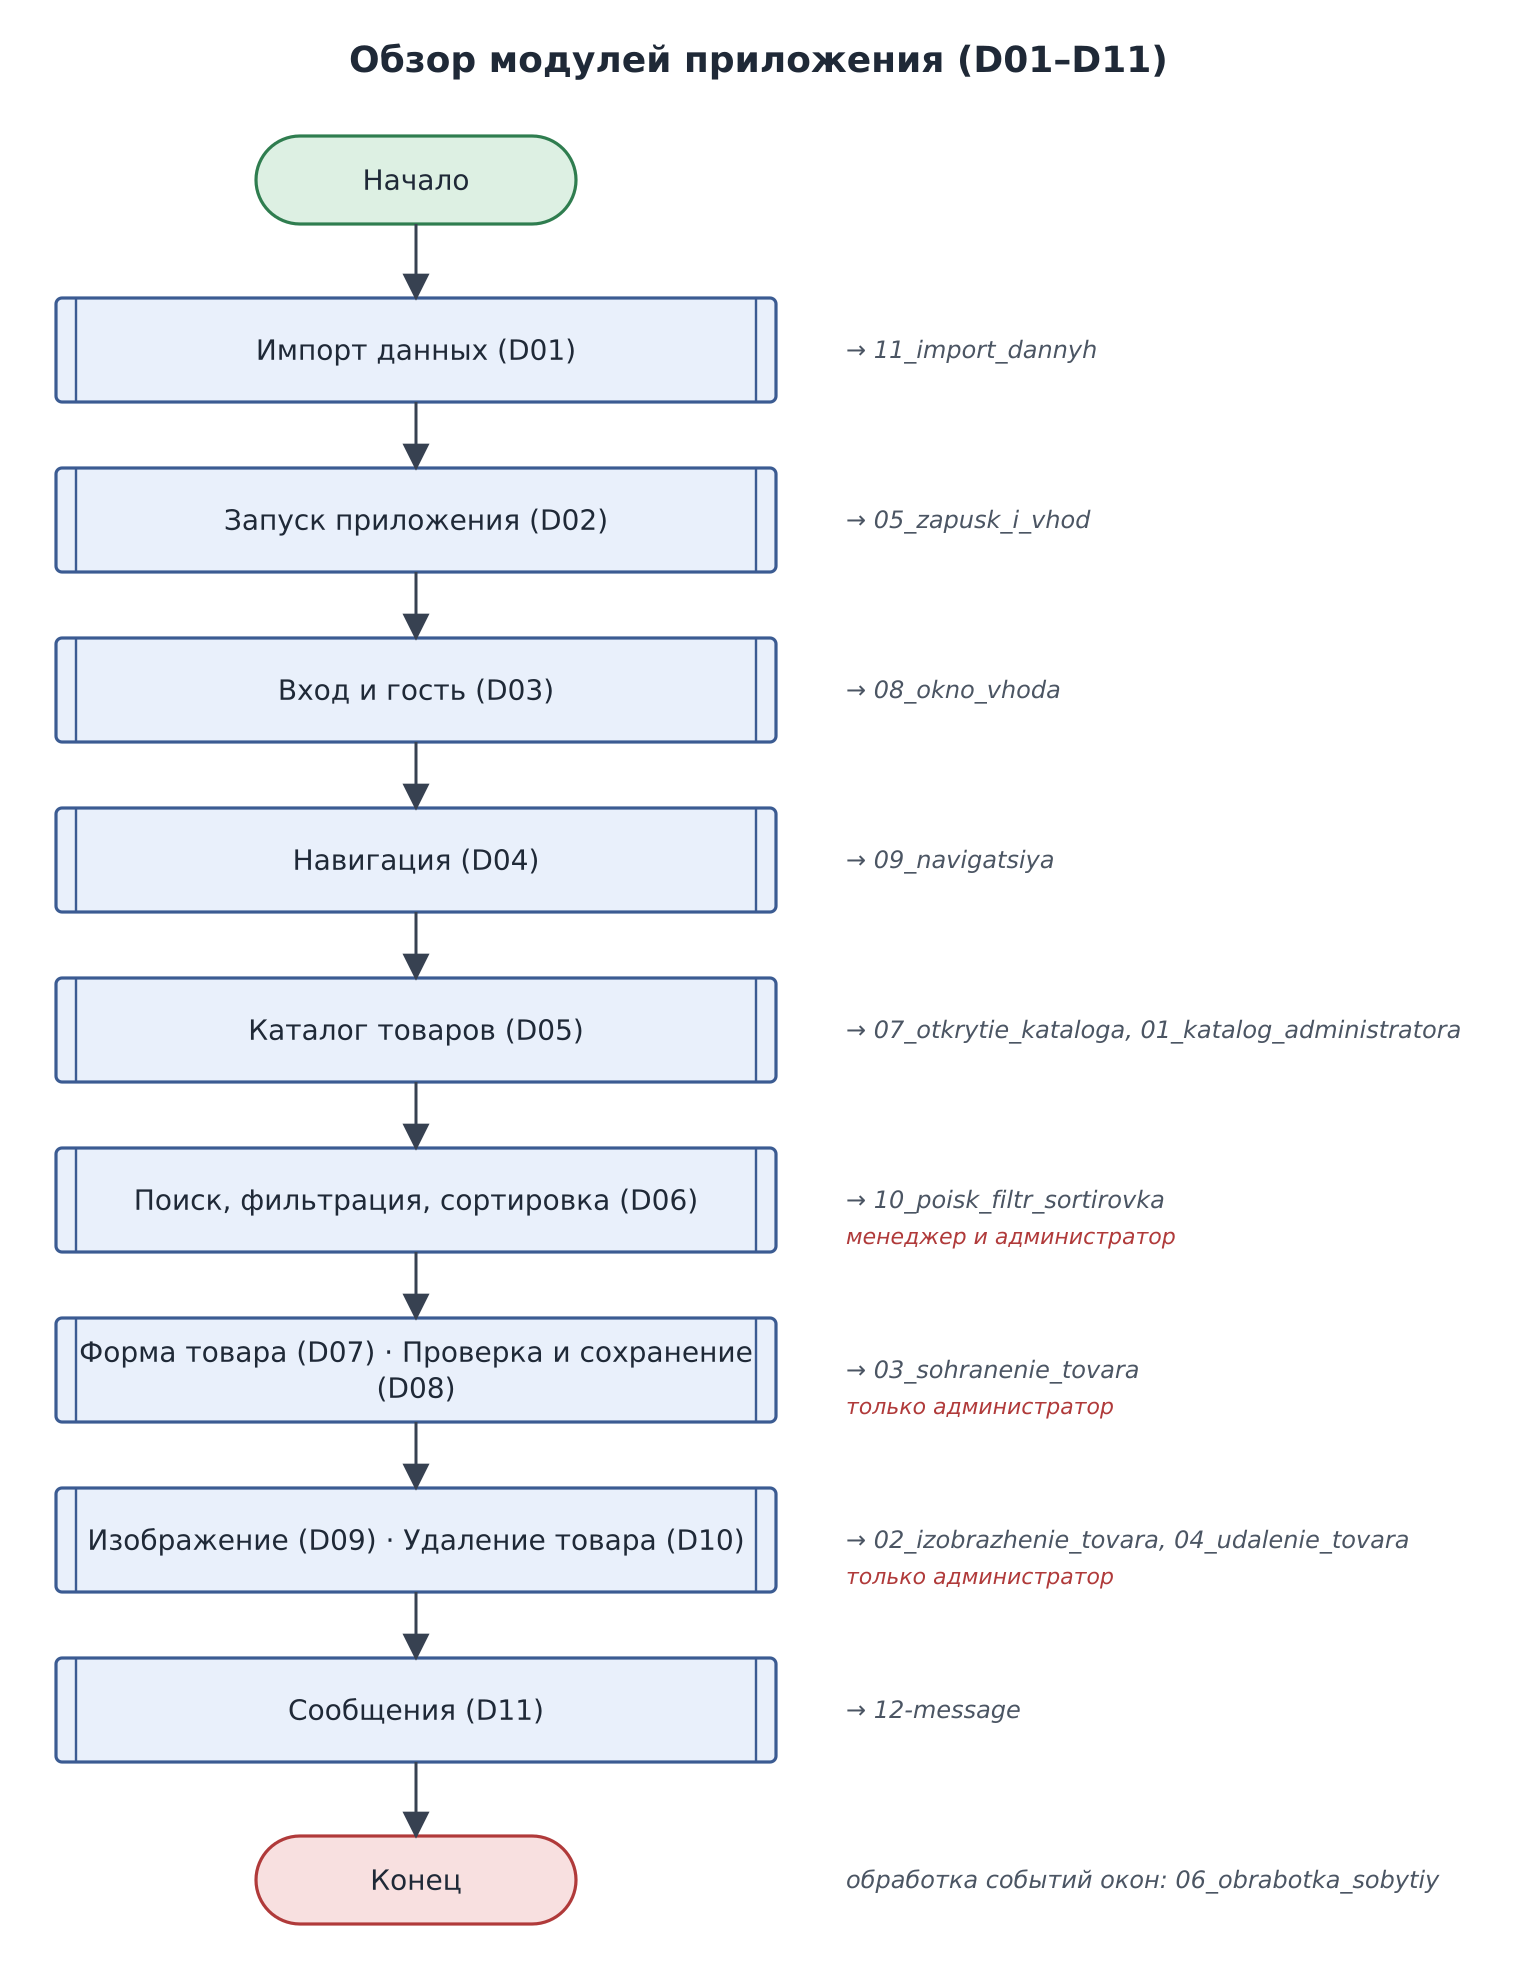 Обзор модулей приложения (D01–D11)
Начало
Импорт данных (D01)
→ 11_import_dannyh
Запуск приложения (D02)
→ 05_zapusk_i_vhod
Вход и гость (D03)
→ 08_okno_vhoda
Навигация (D04)
→ 09_navigatsiya
Каталог товаров (D05)
→ 07_otkrytie_kataloga, 01_katalog_administratora
Поиск, фильтрация, сортировка (D06)
→ 10_poisk_filtr_sortirovka
менеджер и администратор
Форма товара (D07) · Проверка и сохранение
(D08)
→ 03_sohranenie_tovara
только администратор
Изображение (D09) · Удаление товара (D10)
→ 02_izobrazhenie_tovara, 04_udalenie_tovara
только администратор
Сообщения (D11)
→ 12-message
Конец
обработка событий окон: 06_obrabotka_sobytiy